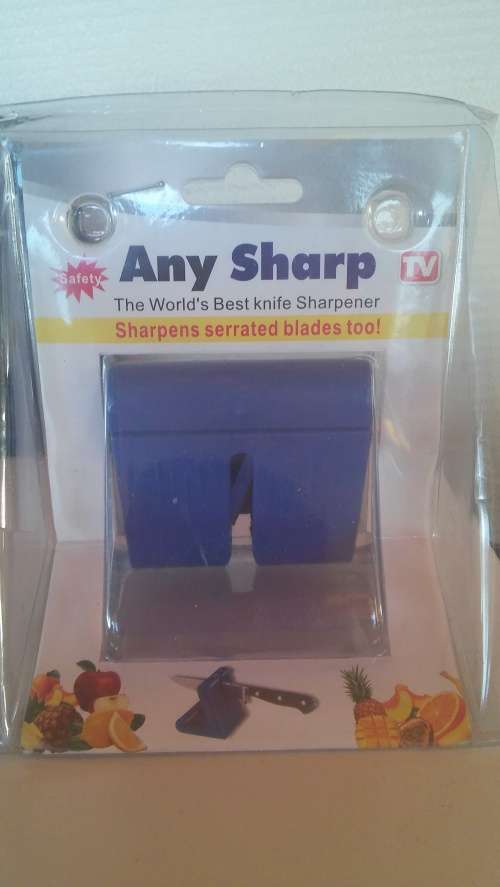 Safety
Any Sharp
TV
The World's Best knife Sharpener
Sharpens serrated blades too!